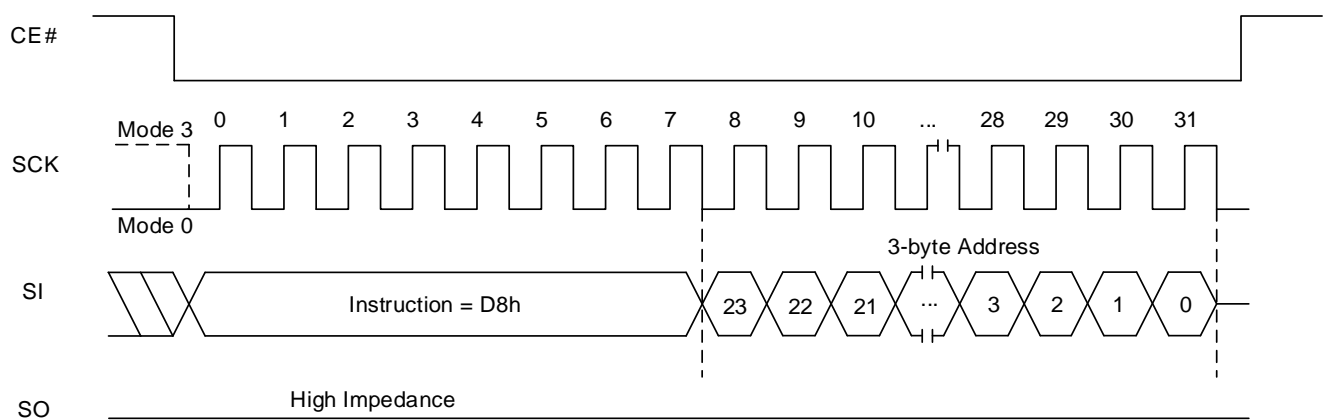 CE#
0 1 2 3 4 5 6 7 8 9 10 ... 28 29 30 31
Mode 3
SCK
Mode 0
3-byte Address
SI
Instruction = D8h 23 22 21 ... 3 2 1 0
High Impedance
SO